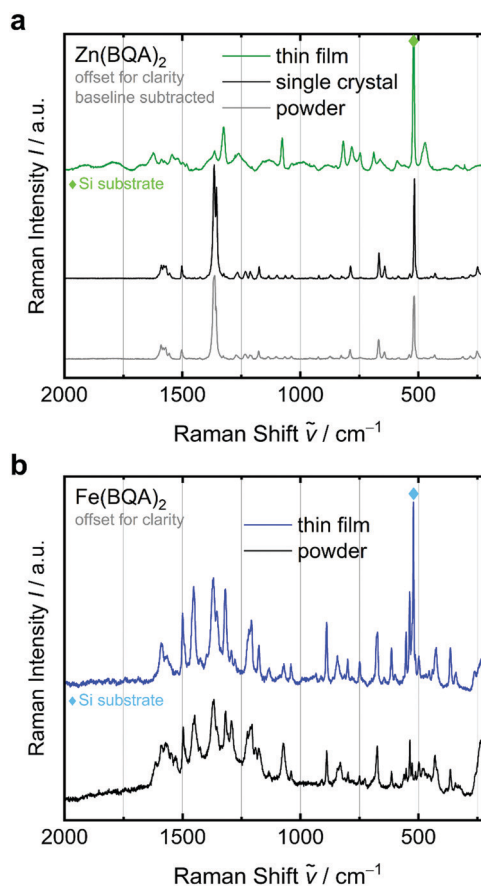 a
Zn(BQA)₂
offset for clarity
baseline subtracted
thin film
single crystal
powder
♦Si substrate
Raman Intensity I / a.u.
2000 1500 1000 500
Raman Shift ṽ / cm⁻¹
b
Fe(BQA)₂
offset for clarity
thin film
powder
♦Si substrate
Raman Intensity I / a.u.
2000 1500 1000 500
Raman Shift ṽ / cm⁻¹